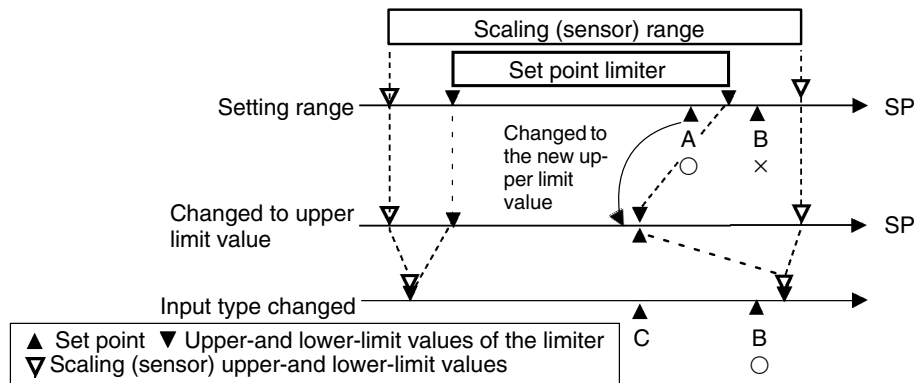 Scaling (sensor) range
Set point limiter
Setting range
SP
Changed to
the new up-
per limit
value
A
B
○
×
Changed to upper
limit value
SP
Input type changed
C
B
○
▲ Set point ▼ Upper-and lower-limit values of the limiter
▽ Scaling (sensor) upper-and lower-limit values